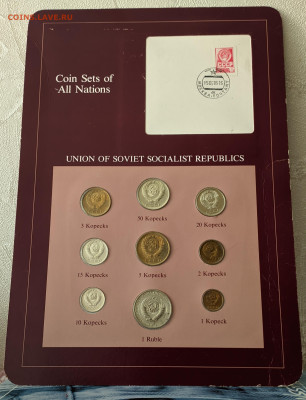 COINS.LAVE.RU
Coin Sets of
All Nations
UNION OF SOVIET SOCIALIST REPUBLICS
3 Kopecks
50 Kopecks
20 Kopecks
15 Kopecks
5 Kopecks
2 Kopecks
10 Kopecks
1 Ruble
1 Kopeck